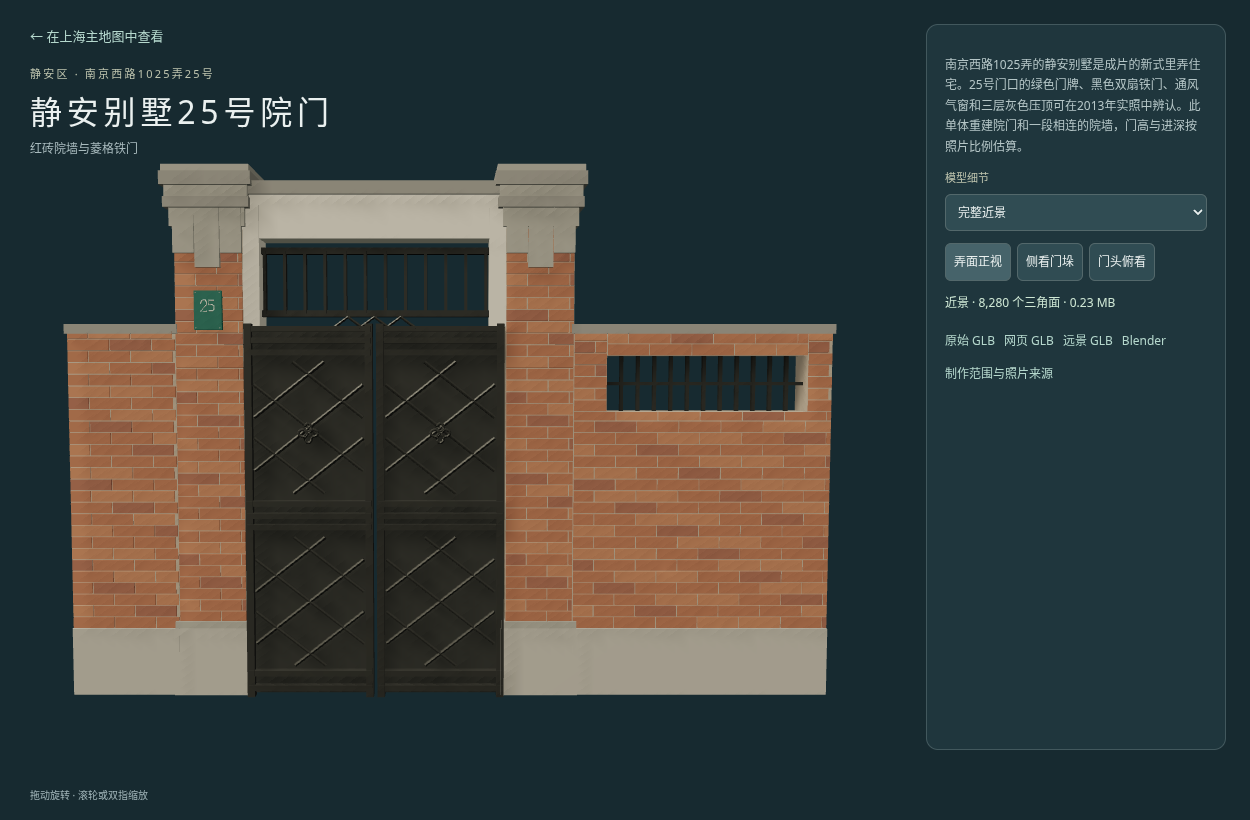 ← 在上海主地图中查看
静安区 · 南京西路1025弄25号
静安别墅25号院门
红砖院墙与菱格铁门
25
南京西路1025弄的静安别墅是成片的新式里弄住
宅。25号门口的绿色门牌、黑色双扇铁门、通风
气窗和三层灰色压顶可在2013年实照中辨认。此
单体重建院门和一段相连的院墙，门高与进深按
照片比例估算。
模型细节
完整近景
弄面正视 侧看门垛 门头俯看
近景 · 8,280 个三角面 · 0.23 MB
原始 GLB 网页 GLB 远景 GLB Blender
制作范围与照片来源
拖动旋转 · 滚轮或双指缩放